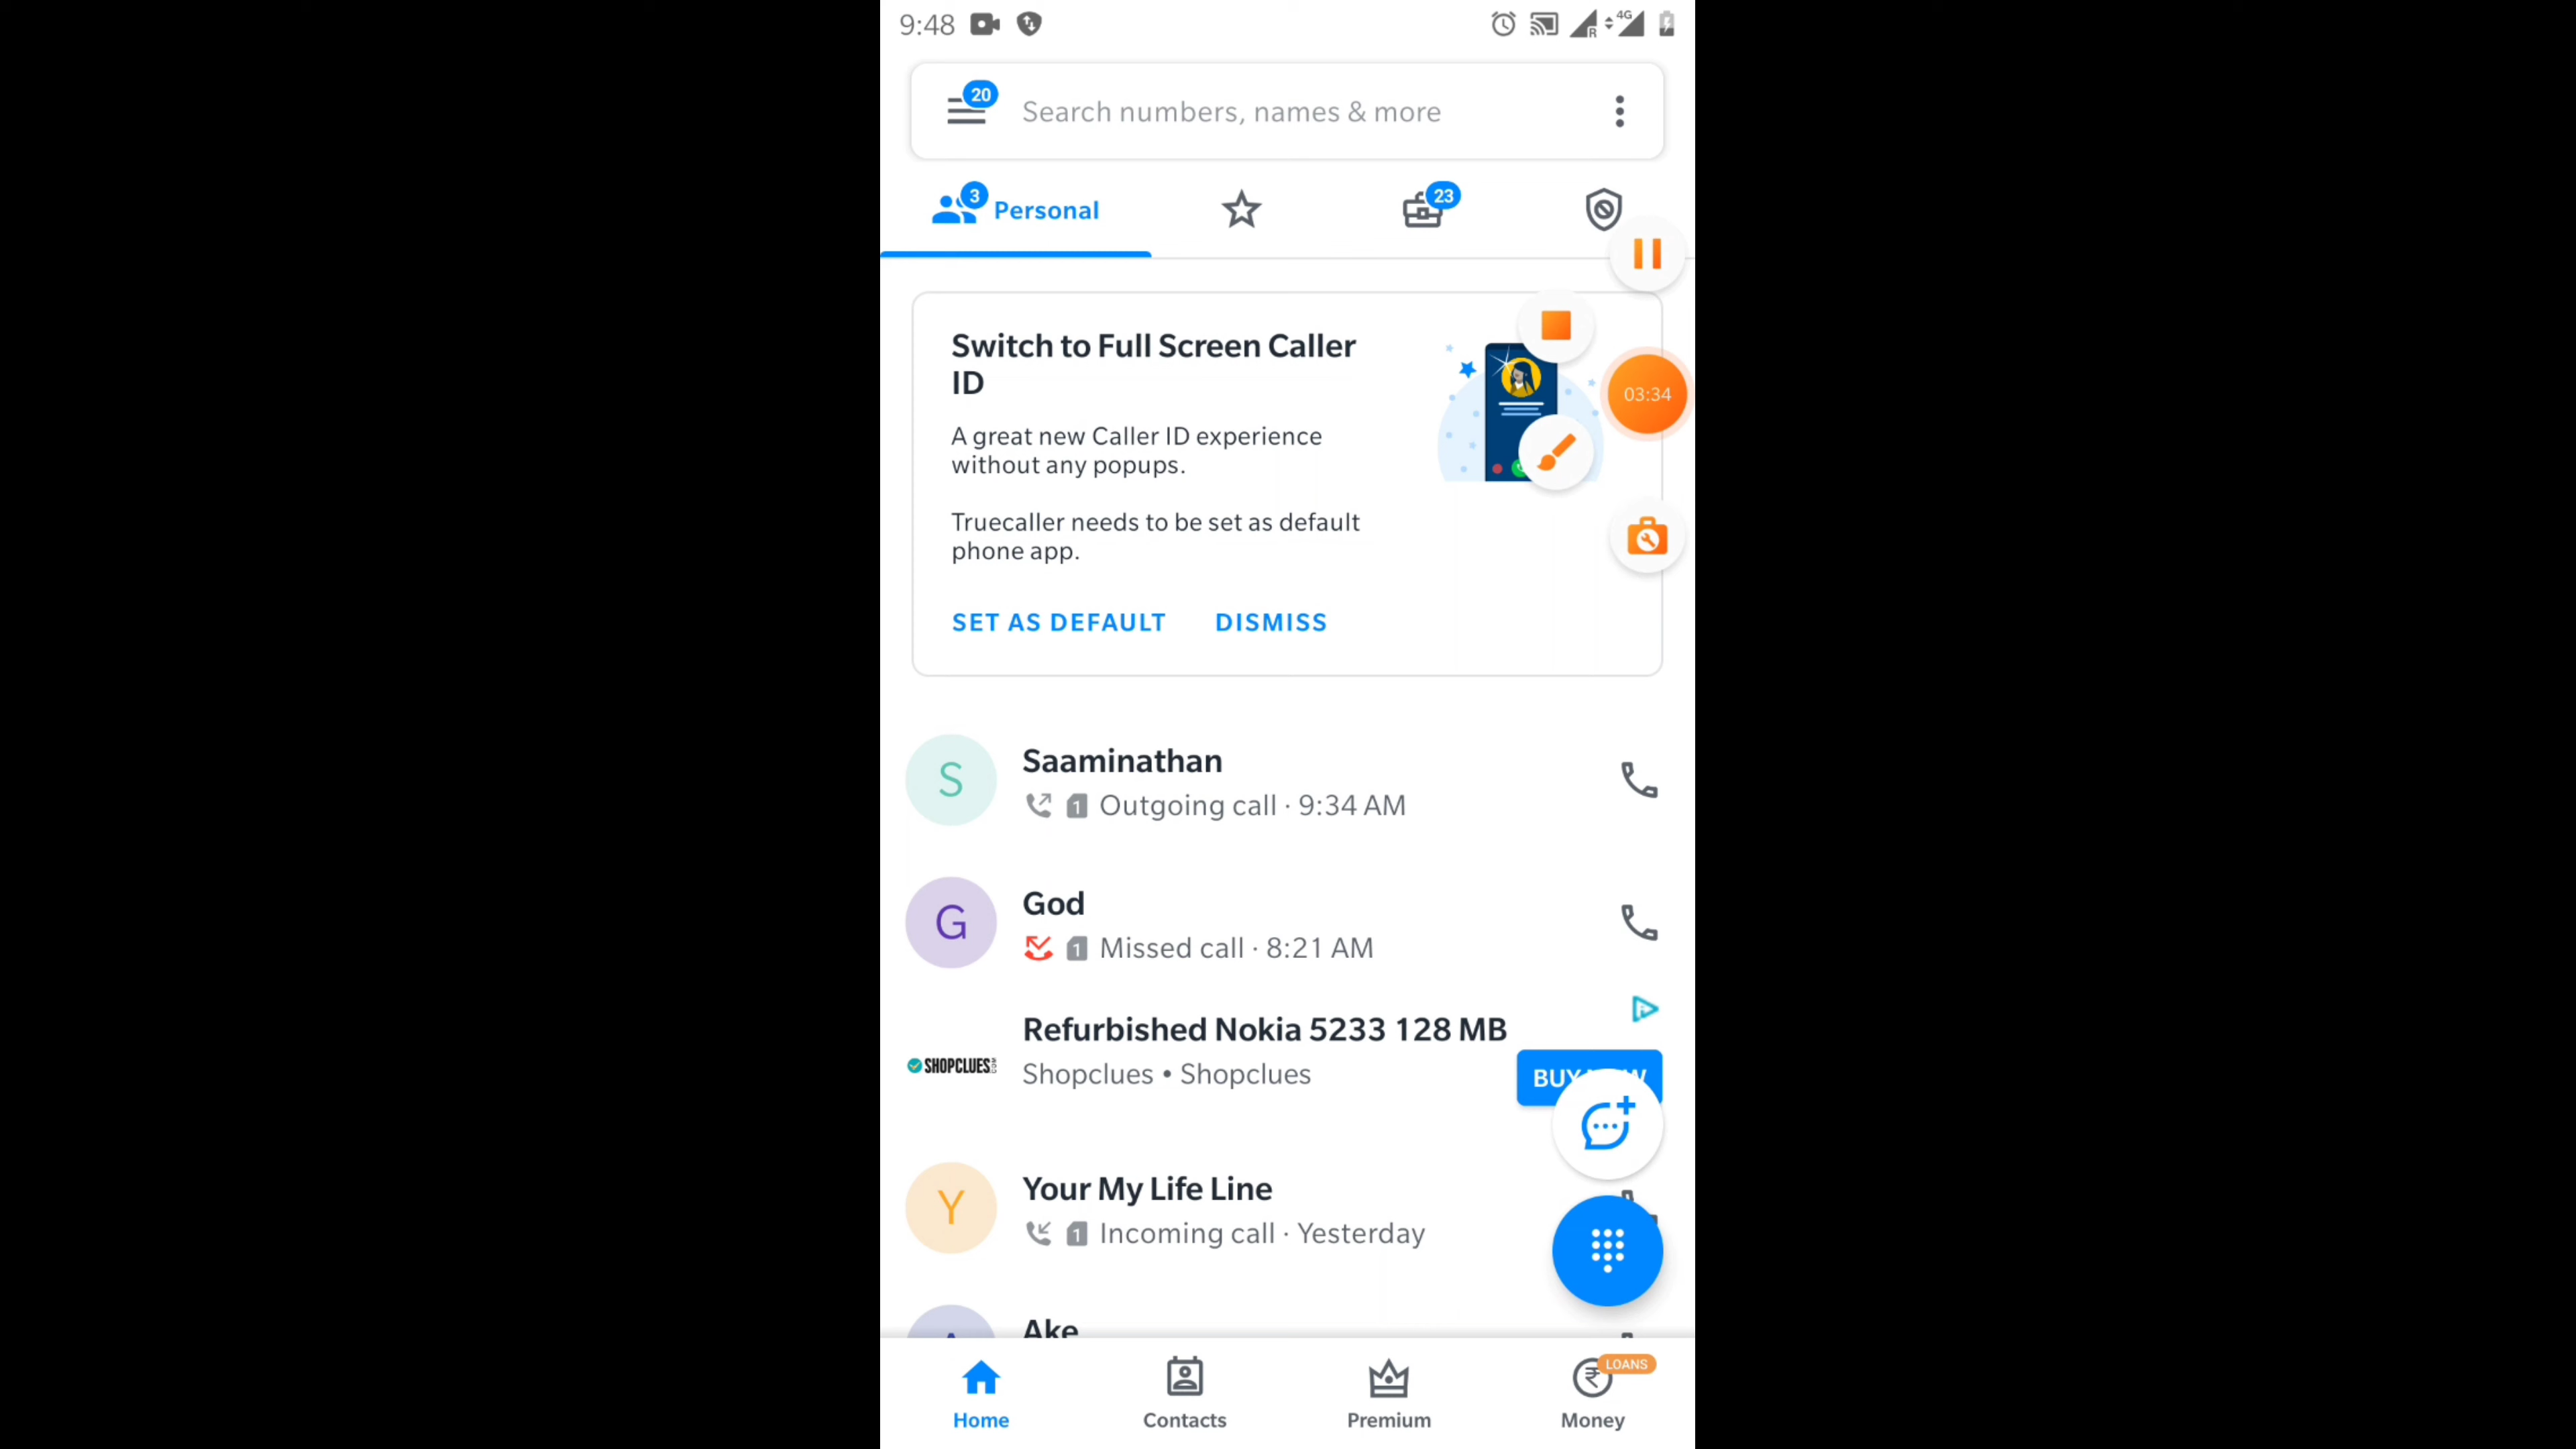 9:48
4G
R
20
Search numbers, names & more
3
Personal
23
Switch to Full Screen Caller
ID
A great new Caller ID experience
without any popups.
03:34
Truecaller needs to be set as default
phone app.
SET AS DEFAULT
DISMISS
S
Saaminathan
1 Outgoing call · 9:34 AM
G
God
1 Missed call · 8:21 AM
Refurbished Nokia 5233 128 MB
SHOPCLUES
Shopclues • Shopclues
BUY
Y
Your My Life Line
1 Incoming call · Yesterday
Ake
LOANS
Home
Contacts
Premium
Money